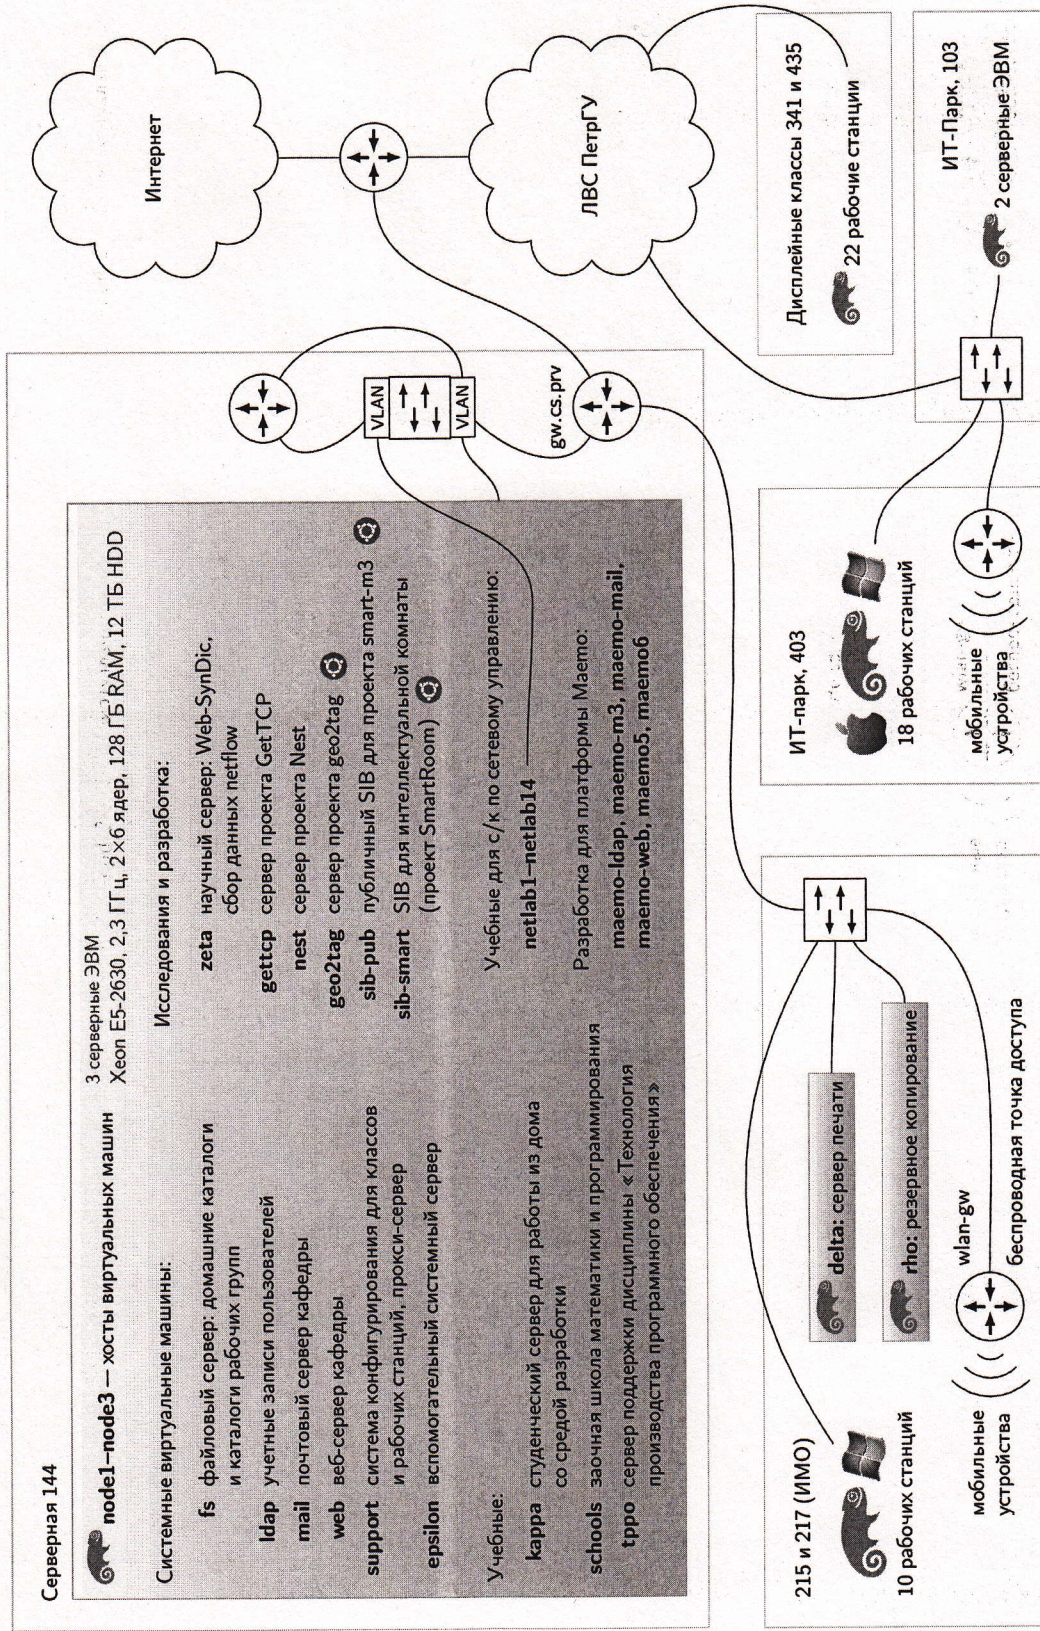 Серверная 144
node1–node3 — хосты виртуальных машин
3 серверные ЭВМ
Xeon E5-2630, 2,3 ГГц, 2×6 ядер, 128 ГБ RAM, 12 ТБ HDD
Системные виртуальные машины:
fs файловый сервер: домашние каталоги
и каталоги рабочих групп
ldap учетные записи пользователей
mail почтовый сервер кафедры
web веб-сервер кафедры
support система конфигурирования для классов
и рабочих станций, прокси-сервер
epsilon вспомогательный системный сервер
Исследования и разработка:
zeta научный сервер: Web-SynDic,
сбор данных netflow
gettcp сервер проекта GetTCP
nest сервер проекта Nest
geo2tag сервер проекта geo2tag
sib-pub публичный SIB для проекта smart-m3
sib-smart SIB для интеллектуальной комнаты
(проект SmartRoom)
Учебные:
kappa студенческий сервер для работы из дома
со средой разработки
schools заочная школа математики и программирования
tppo сервер поддержки дисциплины «Технология
производства программного обеспечения»
Учебные для с/к по сетевому управлению:
netlab1–netlab14
Разработка для платформы Maemo:
maemo-ldap, maemo-m3, maemo-mail,
maemo-web, maemo5, maemo6
VLAN
VLAN
gw.cs.prv
Интернет
ЛВС ПетрГУ
215 и 217 (ИМО)
10 рабочих станций
мобильные
устройства
delta: сервер печати
rho: резервное копирование
wlan-gw
беспроводная точка доступа
ИТ-парк, 403
18 рабочих станций
мобильные
устройства
Дисплейные классы 341 и 435
22 рабочие станции
ИТ-Парк, 103
2 серверные ЭВМ